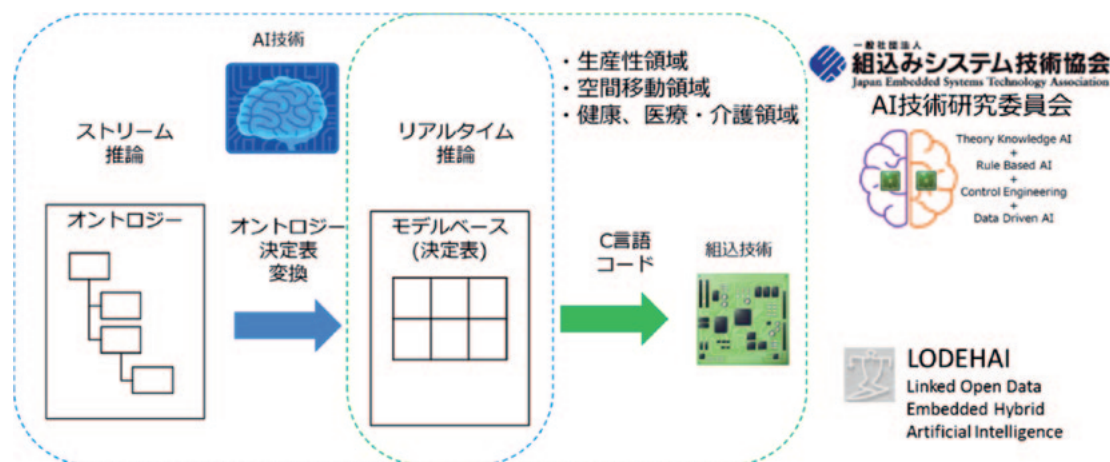 AI技術
ストリーム
推論
オントロジー
オントロジー
決定表
変換
リアルタイム
推論
モデルベース
(決定表)
・生産性領域
・空間移動領域
・健康、医療・介護領域
C言語
コード
組込技術
一般社団法人
組込みシステム技術協会
Japan Embedded Systems Technology Association
AI技術研究委員会
Theory Knowledge AI
+
Rule Based AI
+
Control Engineering
+
Data Driven AI
LODEHAI
Linked Open Data
Embedded Hybrid
Artificial Intelligence